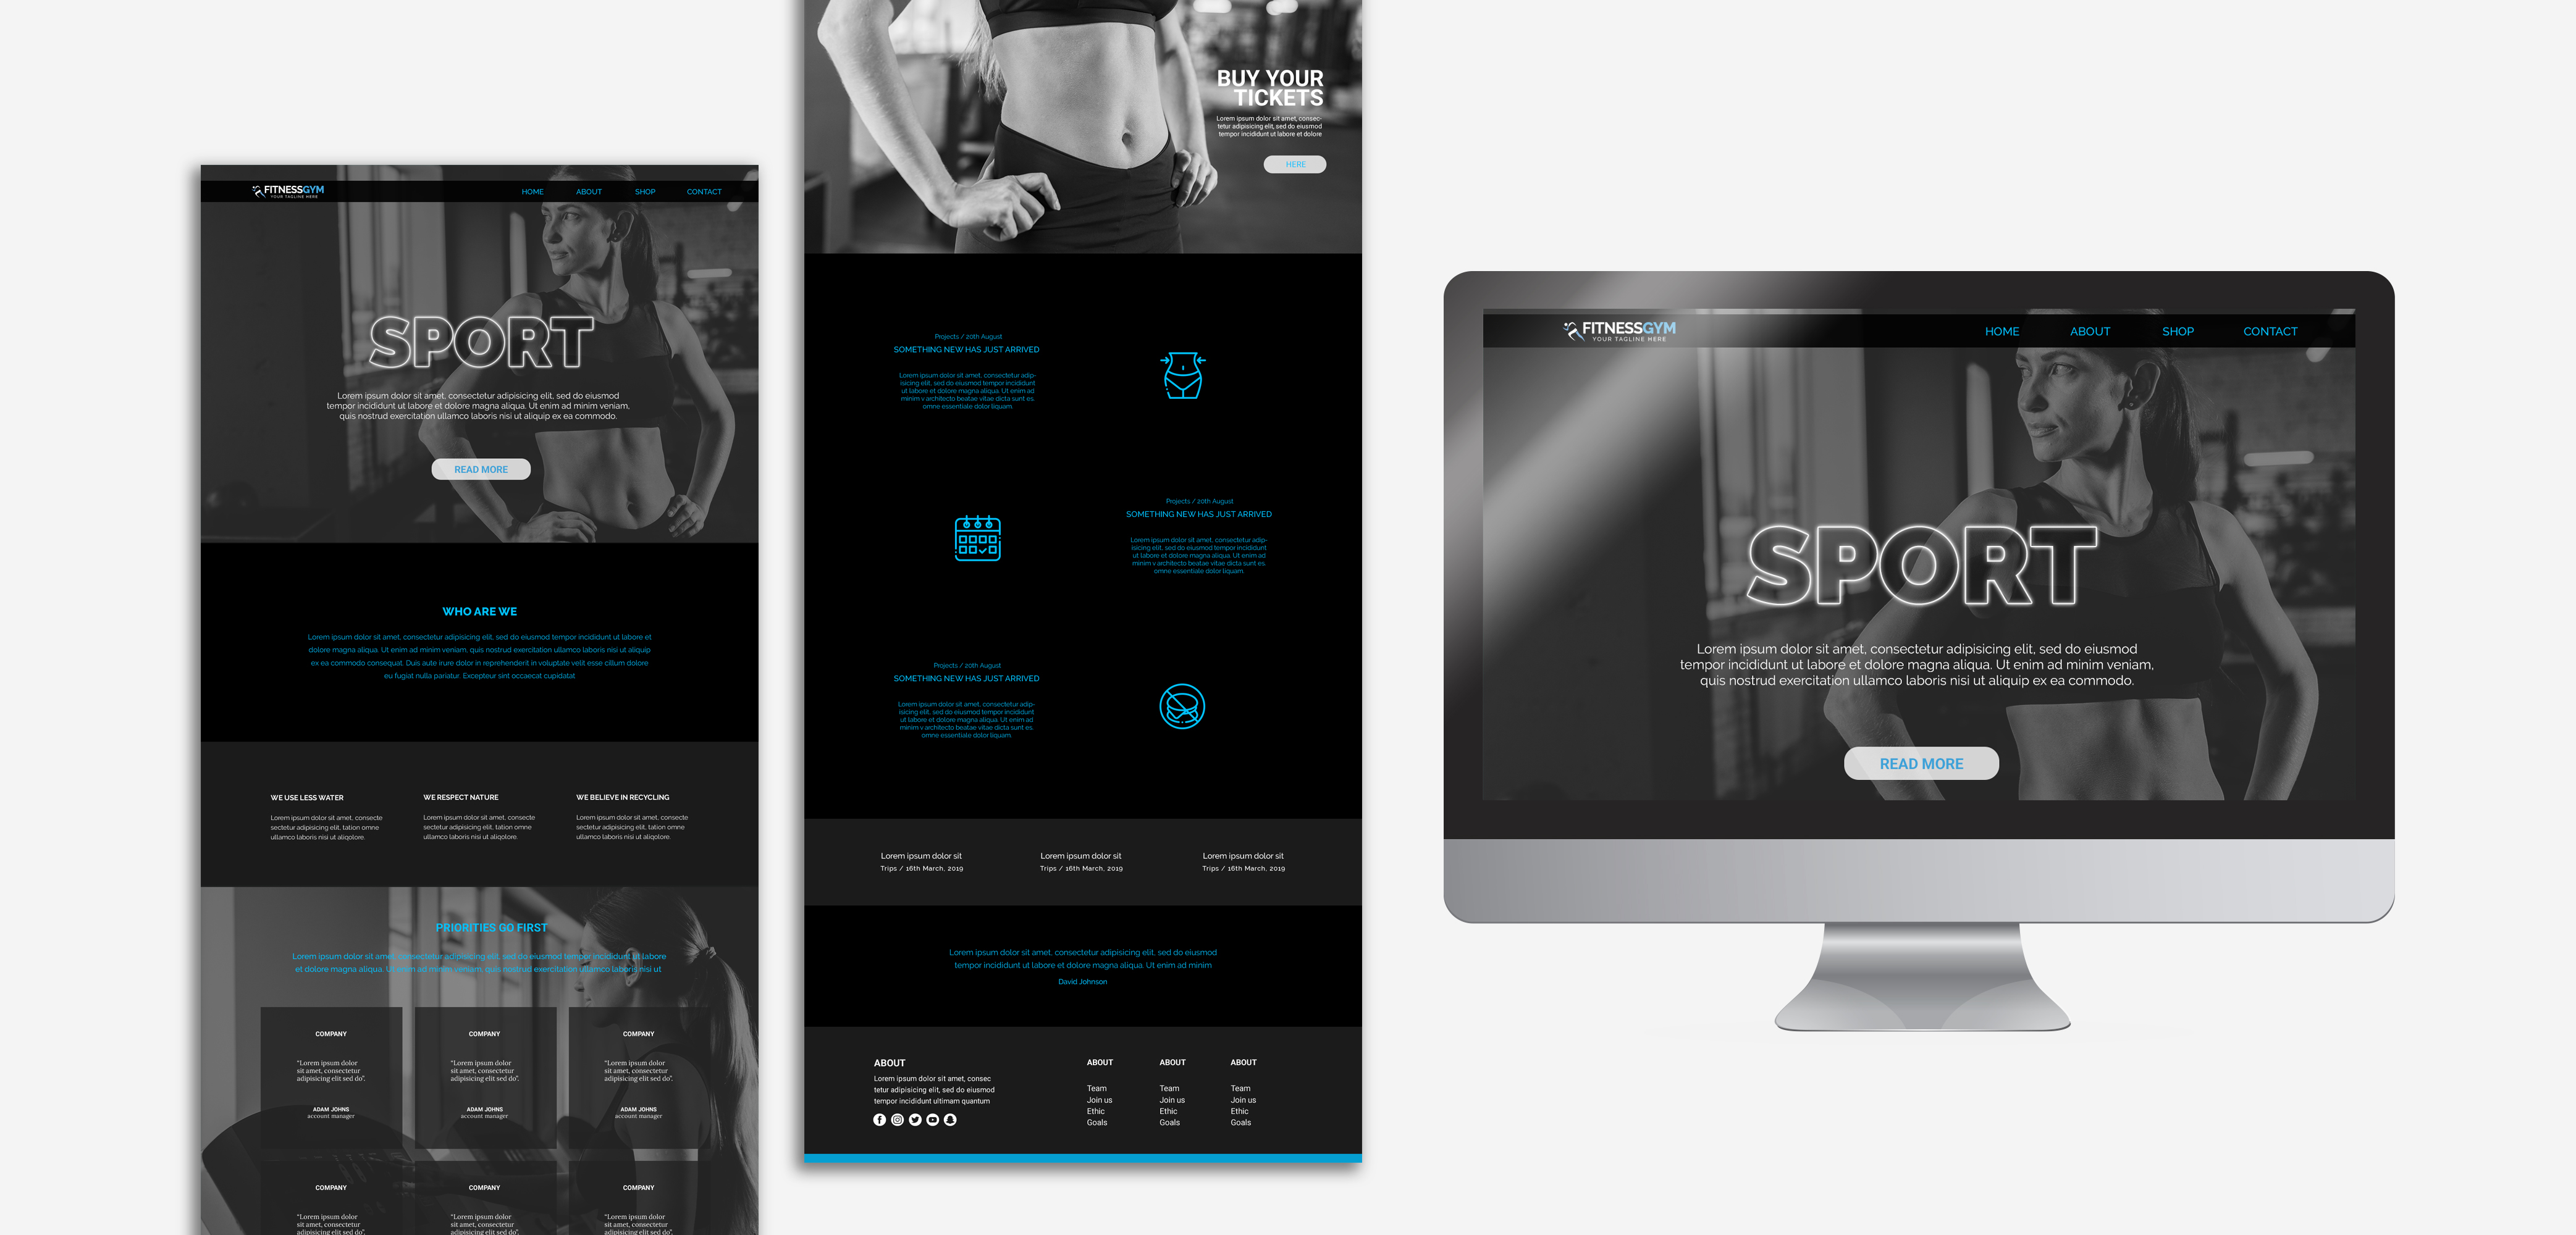 FITNESSGYM
YOUR TAGLINE HERE
HOME ABOUT SHOP CONTACT
SPORT
Lorem ipsum dolor sit amet, consectetur adipisicing elit, sed do eiusmod
tempor incididunt ut labore et dolore magna aliqua. Ut enim ad minim veniam,
quis nostrud exercitation ullamco laboris nisi ut aliquip ex ea commodo.
READ MORE
WHO ARE WE
Lorem ipsum dolor sit amet, consectetur adipisicing elit, sed do eiusmod tempor incididunt ut labore et
dolore magna aliqua. Ut enim ad minim veniam, quis nostrud exercitation ullamco laboris nisi ut aliquip
ex ea commodo consequat. Duis aute irure dolor in reprehenderit in voluptate velit esse cillum dolore
eu fugiat nulla pariatur. Excepteur sint occaecat cupidatat
WE USE LESS WATER
Lorem ipsum dolor sit amet, consecte
sectetur adipisicing elit, tation omne
ullamco laboris nisi ut aliqolore.
WE RESPECT NATURE
Lorem ipsum dolor sit amet, consecte
sectetur adipisicing elit, tation omne
ullamco laboris nisi ut aliqolore.
WE BELIEVE IN RECYCLING
Lorem ipsum dolor sit amet, consecte
sectetur adipisicing elit, tation omne
ullamco laboris nisi ut aliqolore.
PRIORITIES GO FIRST
Lorem ipsum dolor sit amet, consectetur adipisicing elit, sed do eiusmod tempor incididunt ut labore
et dolore magna aliqua. Ut enim ad minim veniam, quis nostrud exercitation ullamco laboris nisi ut
COMPANY
“Lorem ipsum dolor
sit amet, consectetur
adipisicing elit sed do”.
ADAM JOHNS
account manager
COMPANY
“Lorem ipsum dolor
sit amet, consectetur
adipisicing elit sed do”.
ADAM JOHNS
account manager
COMPANY
“Lorem ipsum dolor
sit amet, consectetur
adipisicing elit sed do”.
ADAM JOHNS
account manager
COMPANY
“Lorem ipsum dolor
sit amet, consectetur
adipisicing elit sed do”.
COMPANY
“Lorem ipsum dolor
sit amet, consectetur
adipisicing elit sed do”.
COMPANY
“Lorem ipsum dolor
sit amet, consectetur
adipisicing elit sed do”.
BUY YOUR
TICKETS
Lorem ipsum dolor sit amet, consec-
tetur adipisicing elit, sed do eiusmod
tempor incididunt ut labore et dolore
HERE
Projects / 20th August
SOMETHING NEW HAS JUST ARRIVED
Lorem ipsum dolor sit amet, consectetur adip-
isicing elit, sed do eiusmod tempor incididunt
ut labore et dolore magna aliqua. Ut enim ad
minim v architecto beatae vitae dicta sunt es.
omne essentiale dolor liquam.
Projects / 20th August
SOMETHING NEW HAS JUST ARRIVED
Lorem ipsum dolor sit amet, consectetur adip-
isicing elit, sed do eiusmod tempor incididunt
ut labore et dolore magna aliqua. Ut enim ad
minim v architecto beatae vitae dicta sunt es.
omne essentiale dolor liquam.
Projects / 20th August
SOMETHING NEW HAS JUST ARRIVED
Lorem ipsum dolor sit amet, consectetur adip-
isicing elit, sed do eiusmod tempor incididunt
ut labore et dolore magna aliqua. Ut enim ad
minim v architecto beatae vitae dicta sunt es.
omne essentiale dolor liquam.
Lorem ipsum dolor sit
Trips / 16th March, 2019
Lorem ipsum dolor sit
Trips / 16th March, 2019
Lorem ipsum dolor sit
Trips / 16th March, 2019
Lorem ipsum dolor sit amet, consectetur adipisicing elit, sed do eiusmod
tempor incididunt ut labore et dolore magna aliqua. Ut enim ad minim
David Johnson
ABOUT
Lorem ipsum dolor sit amet, consec
tetur adipisicing elit, sed do eiusmod
tempor incididunt ultimam quantum
ABOUT
Team
Join us
Ethic
Goals
ABOUT
Team
Join us
Ethic
Goals
ABOUT
Team
Join us
Ethic
Goals
FITNESSGYM
YOUR TAGLINE HERE
HOME ABOUT SHOP CONTACT
SPORT
Lorem ipsum dolor sit amet, consectetur adipisicing elit, sed do eiusmod
tempor incididunt ut labore et dolore magna aliqua. Ut enim ad minim veniam,
quis nostrud exercitation ullamco laboris nisi ut aliquip ex ea commodo.
READ MORE